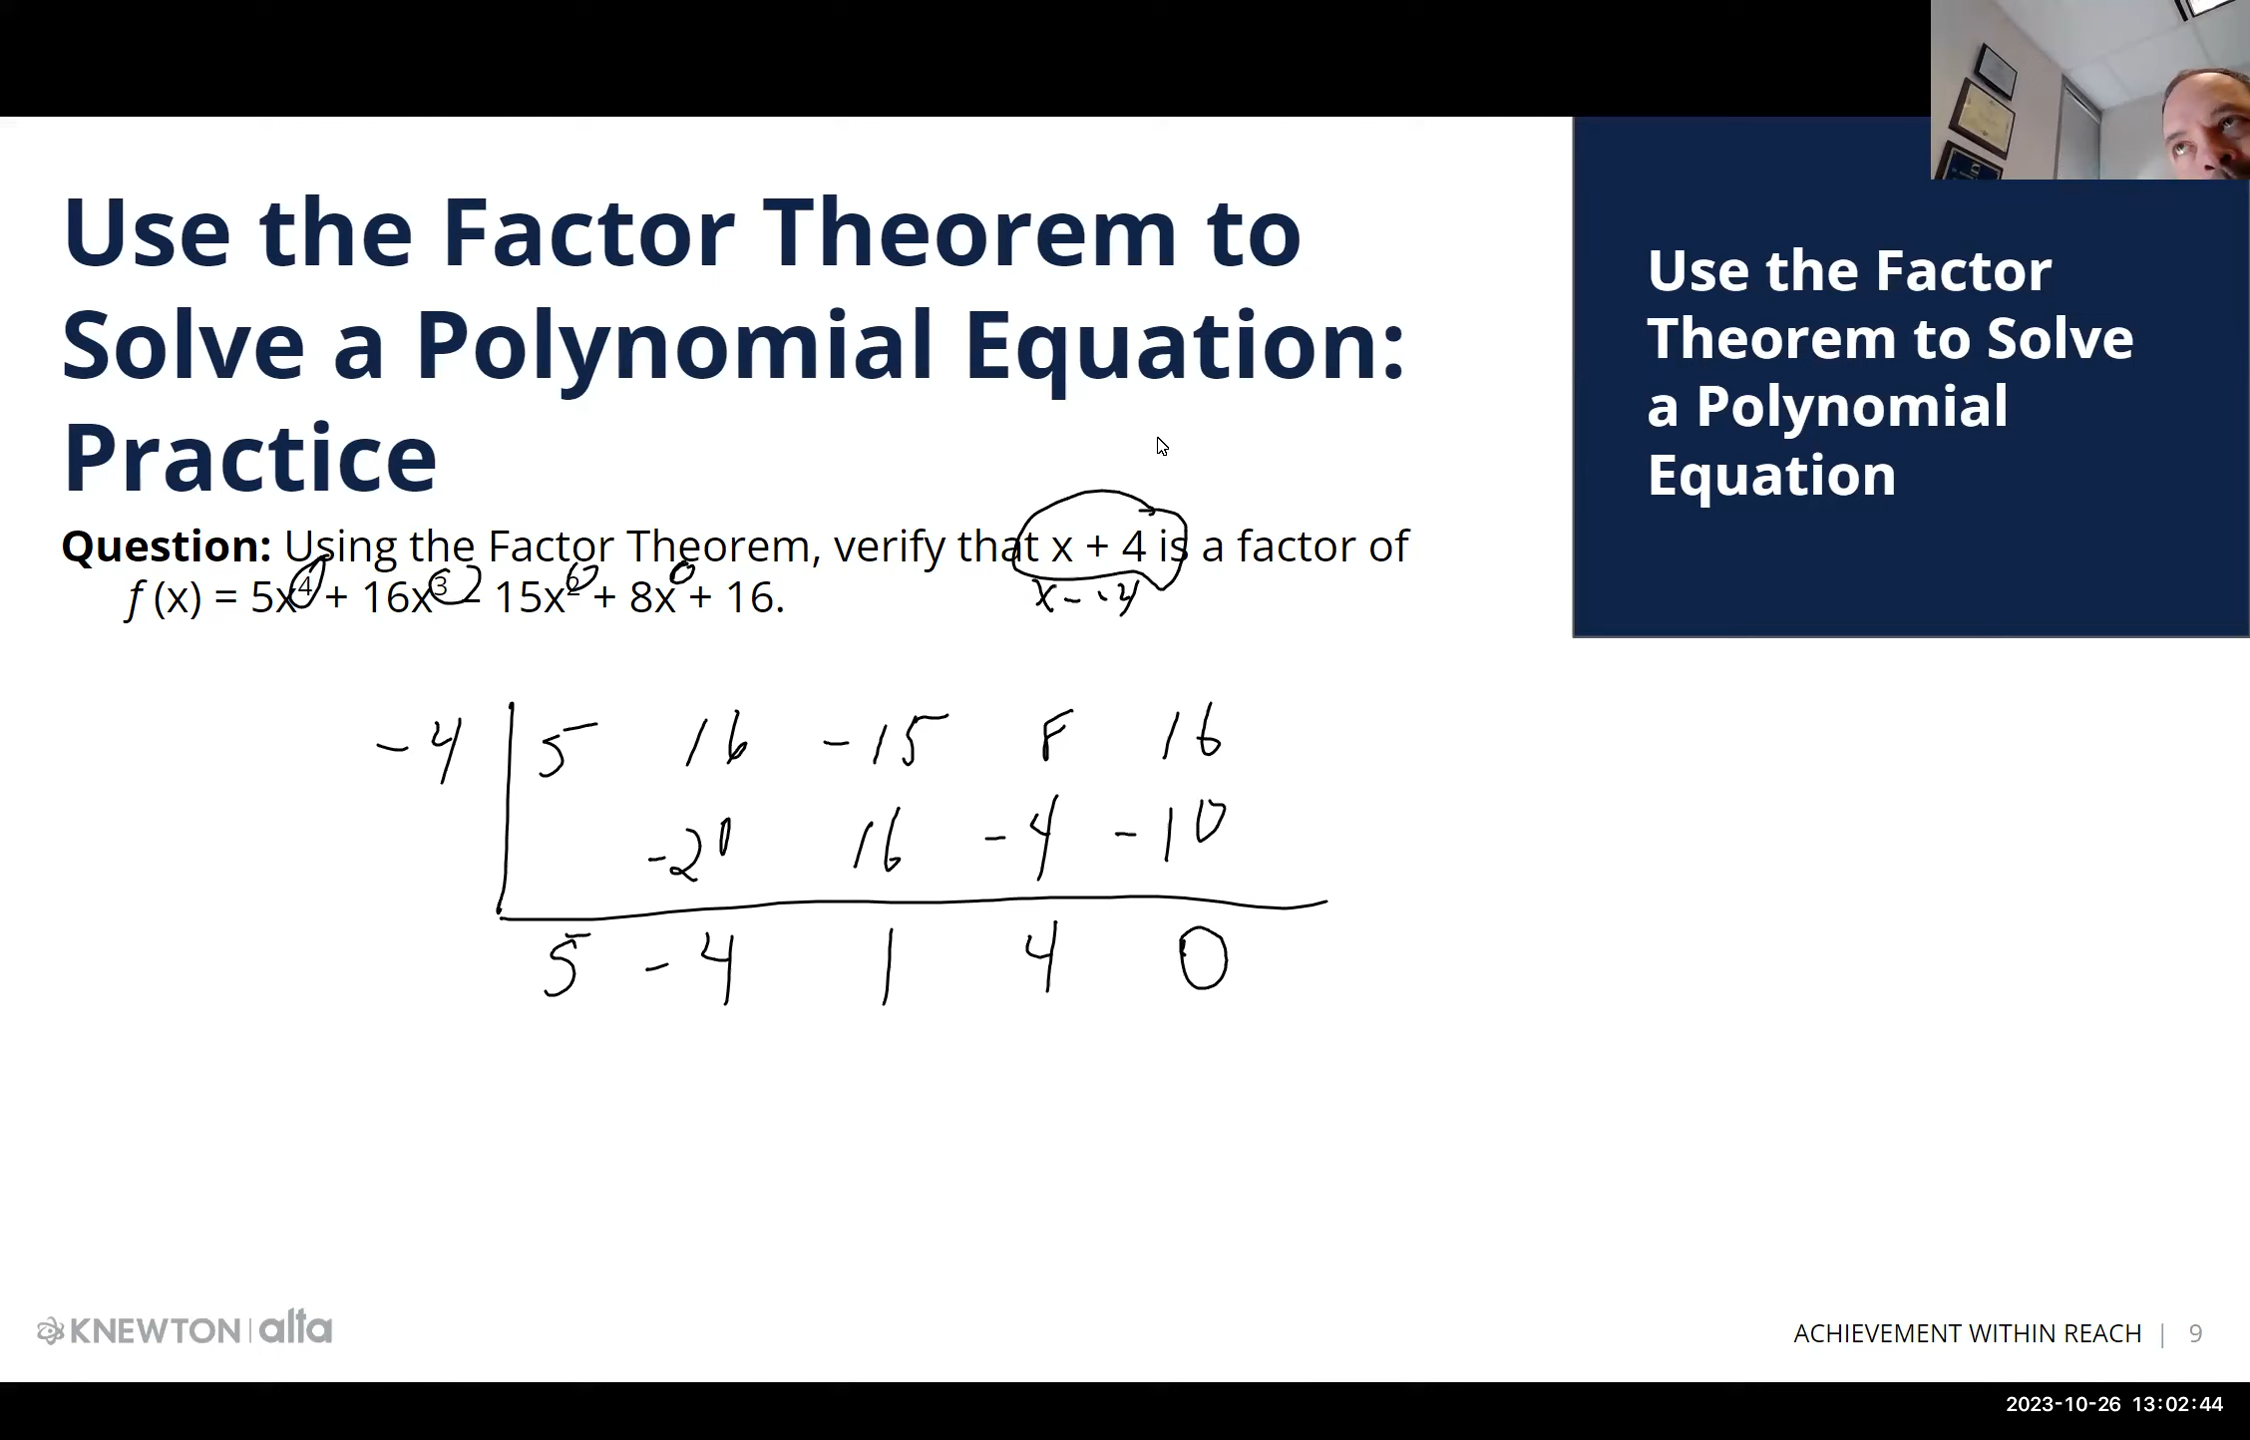 Use the Factor Theorem to
Solve a Polynomial Equation:
Practice
Question: Using the Factor Theorem, verify that x + 4 is a factor of
f (x) = 5x⁴ + 16x³ - 15x² + 8x + 16.
x - - 4
-4 5 16 -15 8 16
-20 16 -4 -10
5 -4 1 4 0
Use the Factor
Theorem to Solve
a Polynomial
Equation
KNEWTON | alta
ACHIEVEMENT WITHIN REACH | 9
2023-10-26 13:02:44